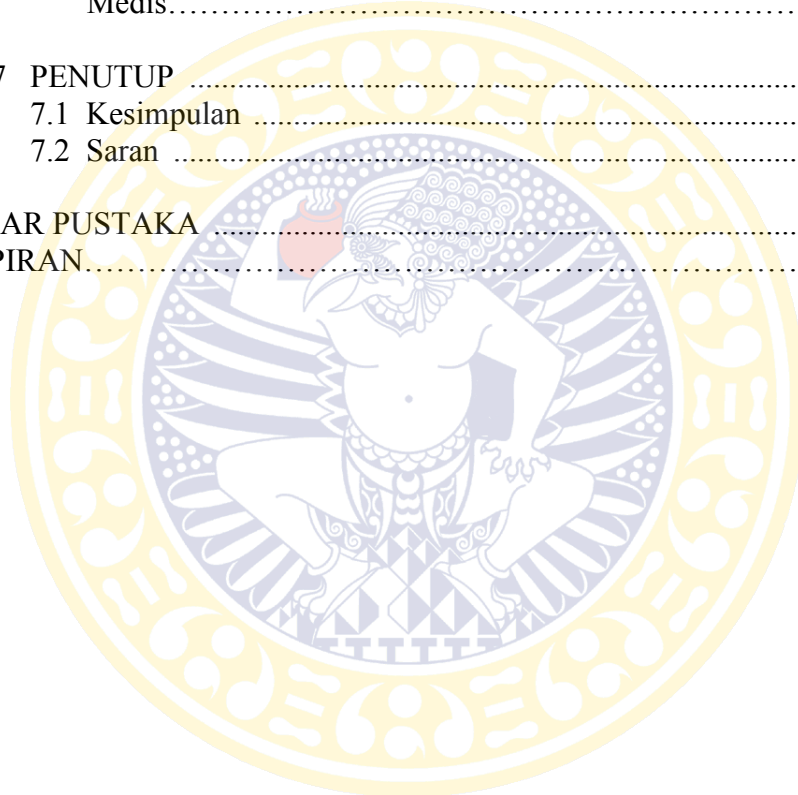 Medis……………………………………………………
7 PENUTUP ................................................................................
7.1 Kesimpulan ........................................................................
7.2 Saran ..................................................................................
AR PUSTAKA ............................................................................
PIRAN……………………………………………………………